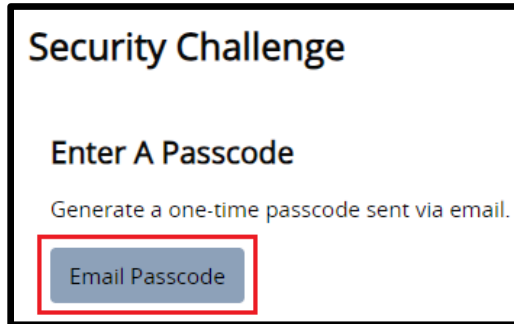 Security Challenge
Enter A Passcode
Generate a one-time passcode sent via email.
Email Passcode